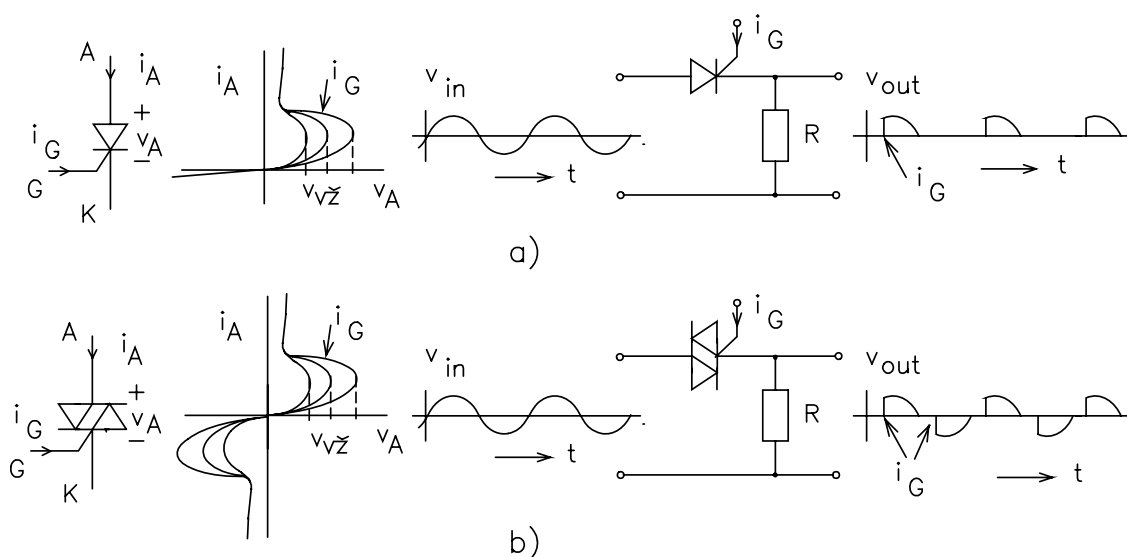 A
i_A
+
v_A
−
i_G
G
K
i_A
i_G
v_VŽ
v_A
v_in
t
i_G
R
v_out
i_G
t
a)
A
i_A
+
v_A
−
i_G
G
K
i_A
i_G
v_VŽ
v_A
v_in
t
i_G
R
v_out
i_G
t
b)